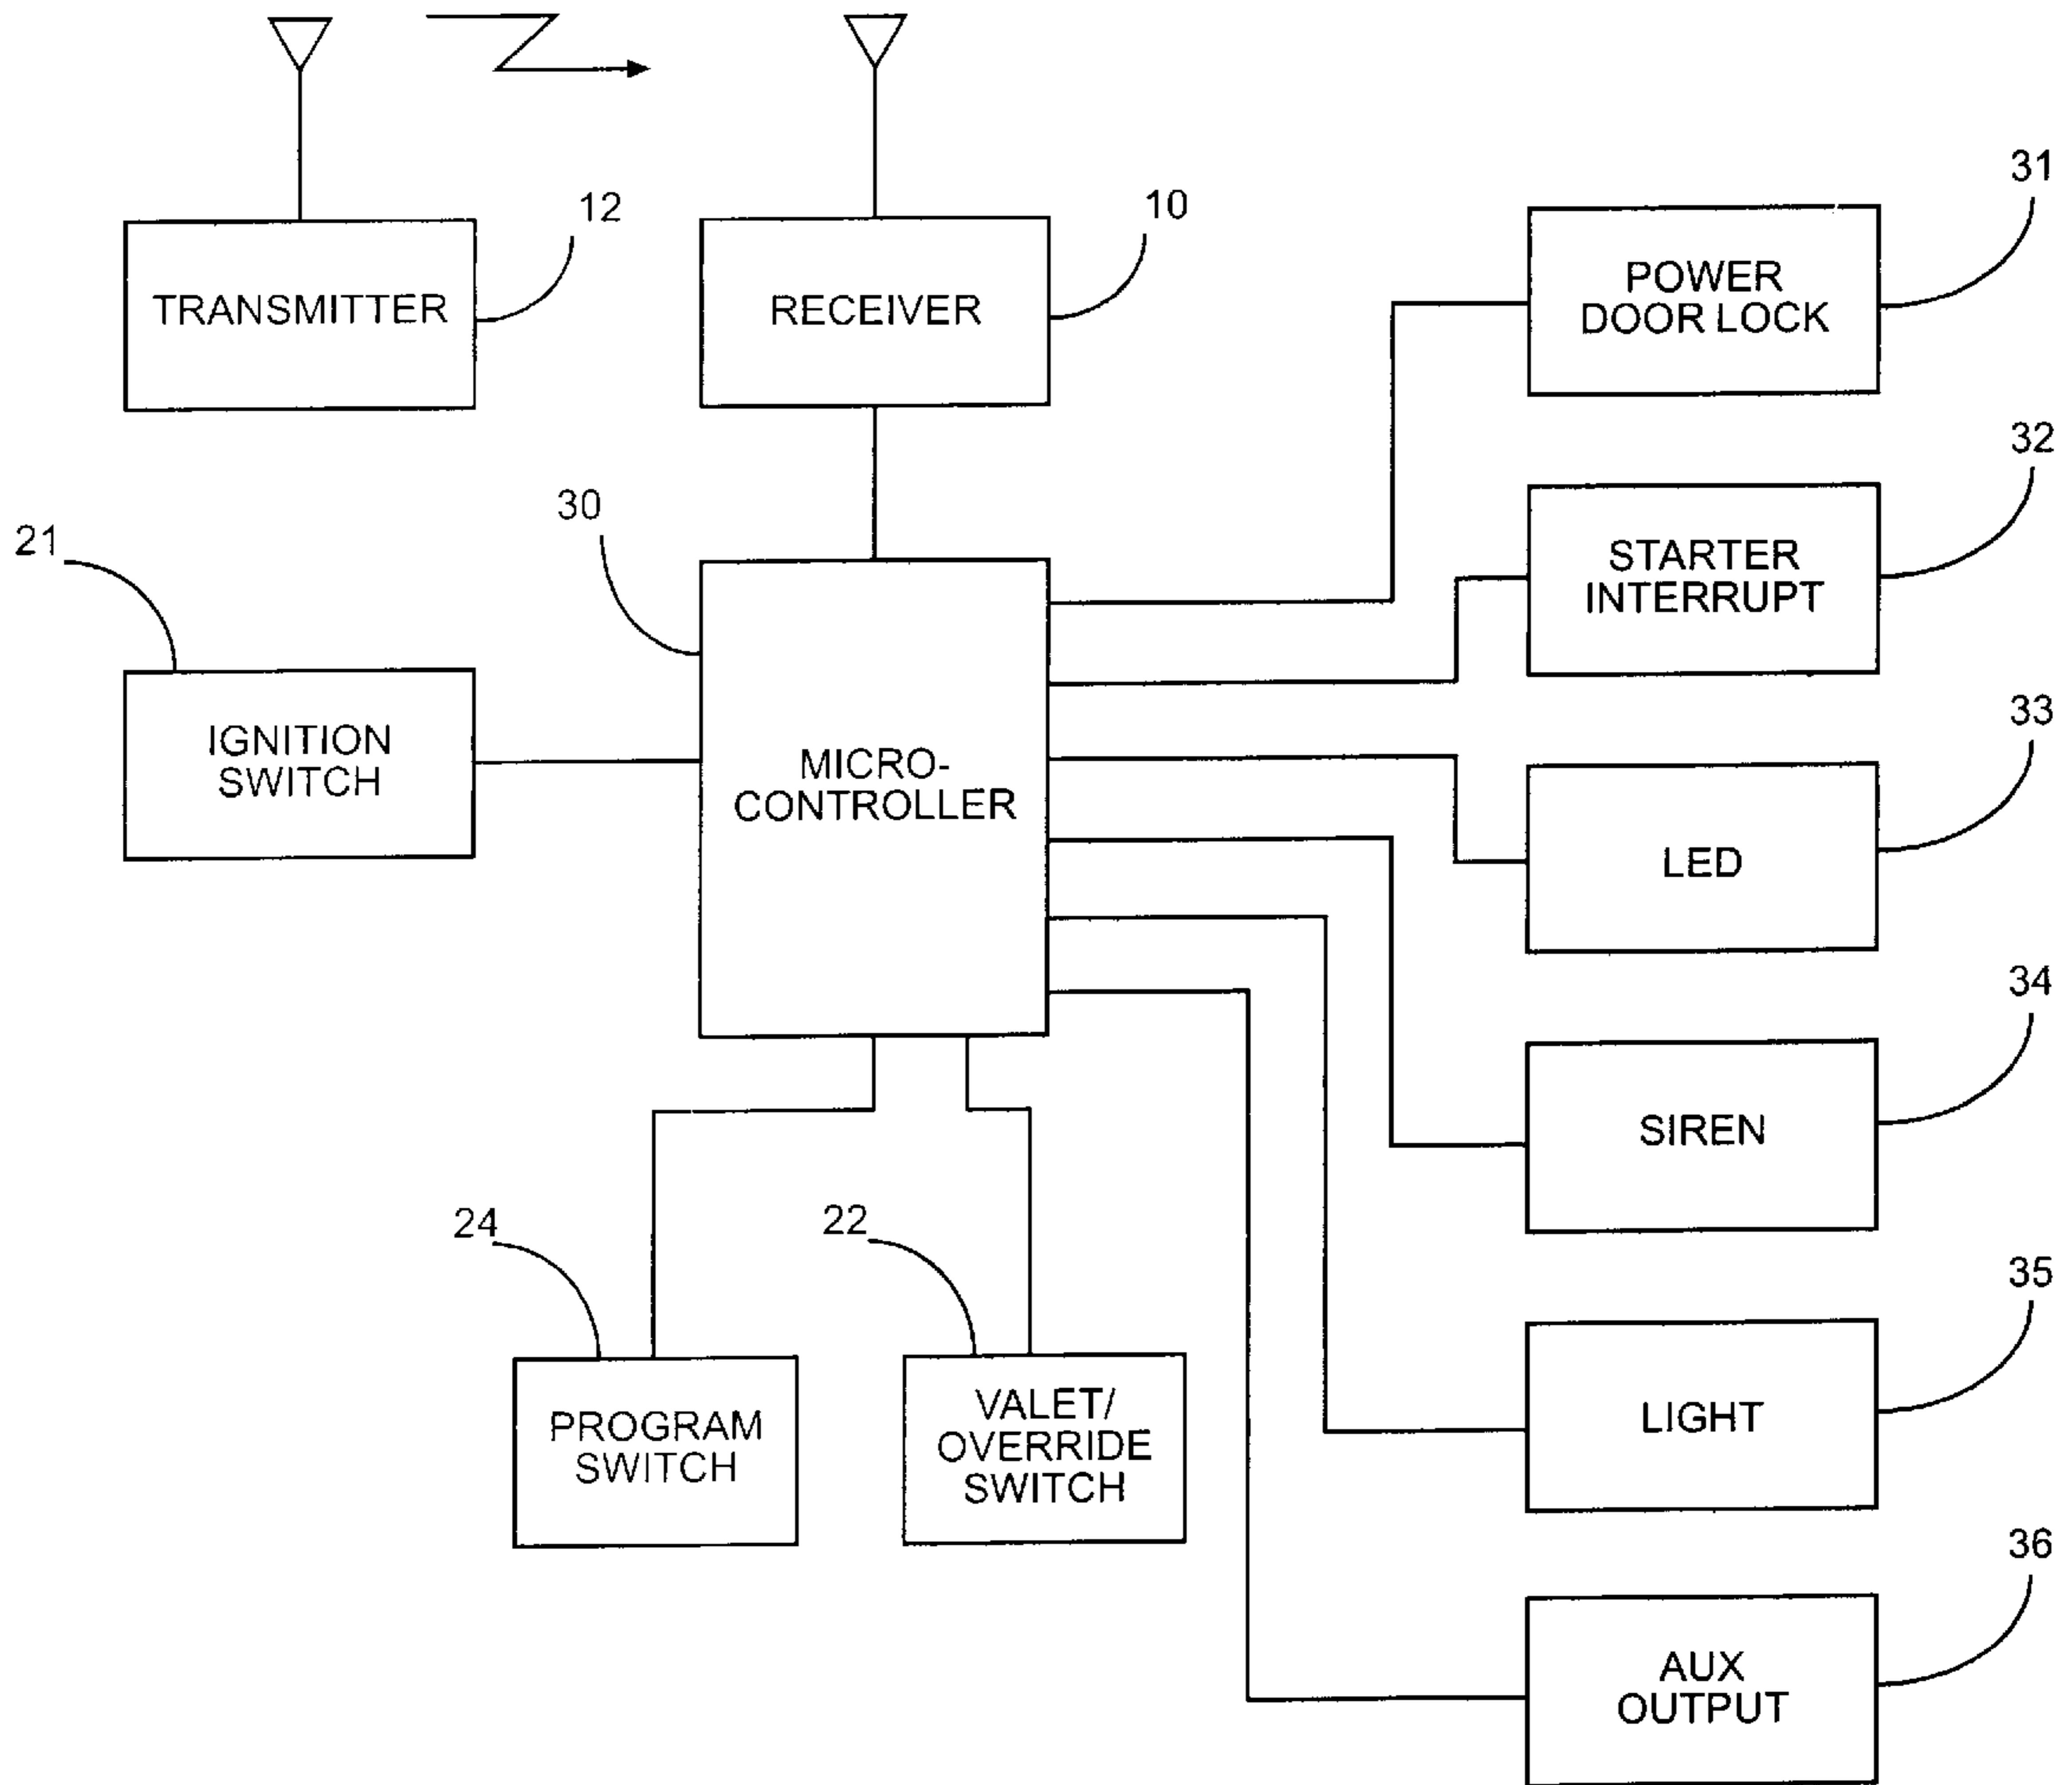 12
TRANSMITTER
10
RECEIVER
31
POWER
DOOR LOCK
32
STARTER
INTERRUPT
30
21
IGNITION
SWITCH
MICRO-
CONTROLLER
33
LED
34
SIREN
24
PROGRAM
SWITCH
22
VALET/
OVERRIDE
SWITCH
35
LIGHT
36
AUX
OUTPUT